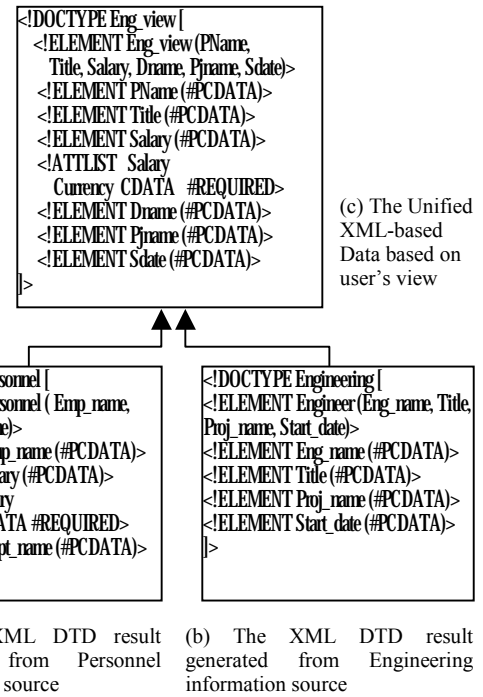 <!DOCTYPE Eng_view [
<!ELEMENT Eng_view (PName,
Title, Salary, Dname, Pjname, Sdate)>
<!ELEMENT PName (#PCDATA)>
<!ELEMENT Title (#PCDATA)>
<!ELEMENT Salary (#PCDATA)>
<!ATTLIST Salary
Currency CDATA #REQUIRED>
<!ELEMENT Dname (#PCDATA)>
<!ELEMENT Pjname (#PCDATA)>
<!ELEMENT Sdate (#PCDATA)>
]>
(c) The Unified
XML-based
Data based on
user's view
sonnel [
rsonnel ( Emp_name,
e)>
np_name (#PCDATA)>
ary (#PCDATA)>
ry
ATA #REQUIRED>
pt_name (#PCDATA)>
<!DOCTYPE Engineering [
<!ELEMENT Engineer (Eng_name, Title,
Proj_name, Start_date)>
<!ELEMENT Eng_name (#PCDATA)>
<!ELEMENT Title (#PCDATA)>
<!ELEMENT Proj_name (#PCDATA)>
<!ELEMENT Start_date (#PCDATA)>
]>
XML DTD result
from Personnel
source
(b) The XML DTD result
generated from Engineering
information source